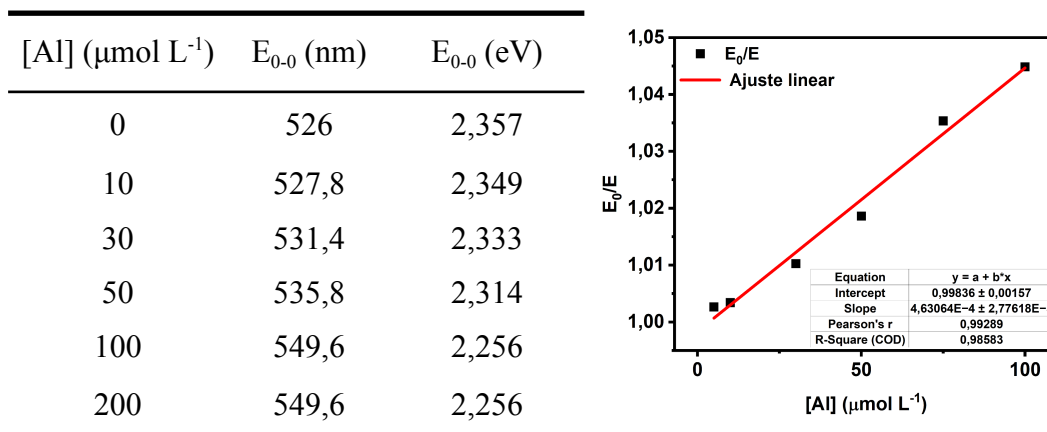 [Al] (μmol L-1) E0-0 (nm) E0-0 (eV)
0 526 2,357
10 527,8 2,349
30 531,4 2,333
50 535,8 2,314
100 549,6 2,256
200 549,6 2,256
1,05
1,04
1,03
1,02
1,01
1,00
E0/E
E0/E
Ajuste linear
Equation y = a + b*x
Intercept 0,99836 ± 0,00157
Slope 4,63064E−4 ± 2,77618E−
Pearson's r 0,99289
R-Square (COD) 0,98583
0 50 100
[Al] (μmol L-1)